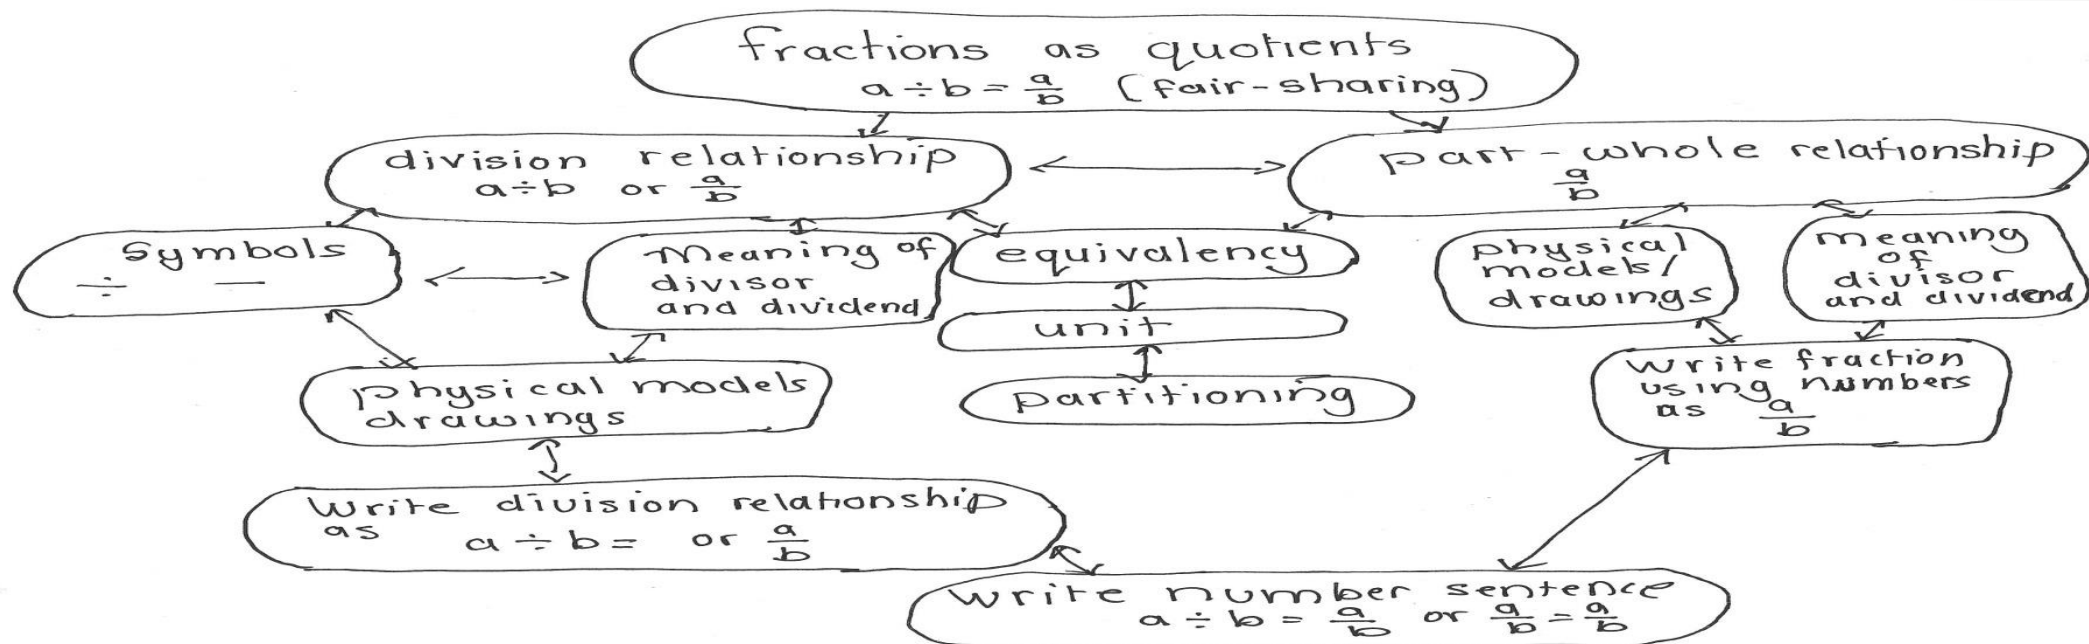 fractions as quotients
a ÷ b = a/b (fair-sharing)
division relationship
a ÷ b or a/b
part-whole relationship
a/b
Symbols
÷ —
Meaning of
divisor
and dividend
equivalency
unit
partitioning
physical
models/
drawings
meaning
of
divisor
and dividend
physical models
drawings
write fraction
using numbers
as a/b
Write division relationship
as a ÷ b = or a/b
write number sentence
a ÷ b = a/b or a/b = a/b